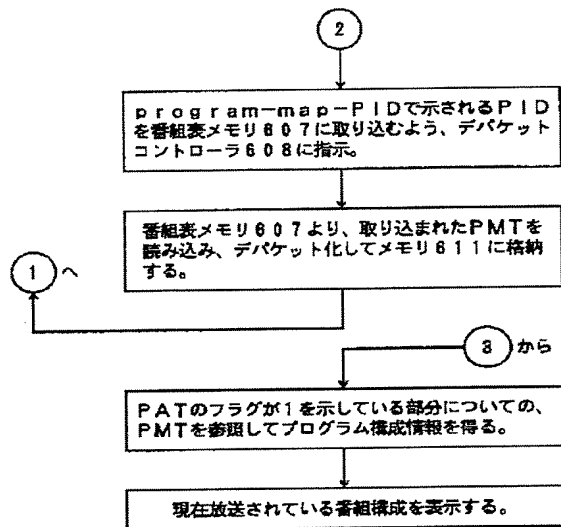 2
program-map-PIDで示されるPID
を番組表メモリ607に取り込むよう、デパケット
コントローラ608に指示。
番組表メモリ607より、取り込まれたPMTを
読み込み、デパケット化してメモリ611に格納
する。
1 へ
3 から
PATのフラグが1を示している部分についての、
PMTを参照してプログラム構成情報を得る。
現在放送されている番組構成を表示する。